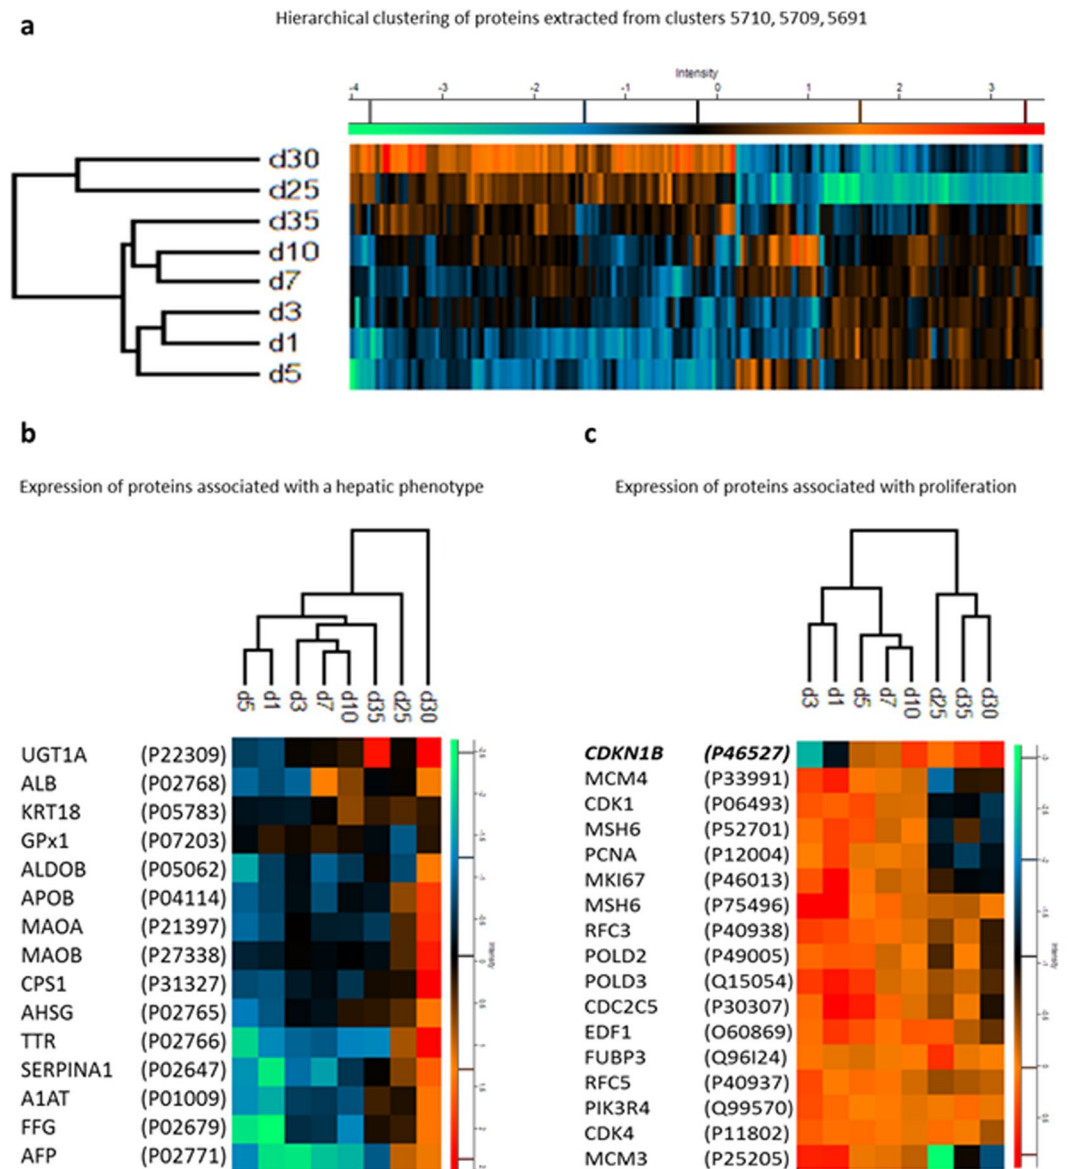 a
Hierarchical clustering of proteins extracted from clusters 5710, 5709, 5691
Intensity
-4 -3 -2 -1 0 1 2 3
d30
d25
d35
d10
d7
d3
d1
d5
b
c
Expression of proteins associated with a hepatic phenotype
Expression of proteins associated with proliferation
d5 d1 d3 d7 d10 d35 d25 d30
d3 d1 d5 d7 d10 d25 d35 d30
UGT1A (P22309)
ALB (P02768)
KRT18 (P05783)
GPx1 (P07203)
ALDOB (P05062)
APOB (P04114)
MAOA (P21397)
MAOB (P27338)
CPS1 (P31327)
AHSG (P02765)
TTR (P02766)
SERPINA1 (P02647)
A1AT (P01009)
FFG (P02679)
AFP (P02771)
Intensity
CDKN1B (P46527)
MCM4 (P33991)
CDK1 (P06493)
MSH6 (P52701)
PCNA (P12004)
MKI67 (P46013)
MSH6 (P75496)
RFC3 (P40938)
POLD2 (P49005)
POLD3 (Q15054)
CDC2C5 (P30307)
EDF1 (O60869)
FUBP3 (Q96I24)
RFC5 (P40937)
PIK3R4 (Q99570)
CDK4 (P11802)
MCM3 (P25205)
Intensity